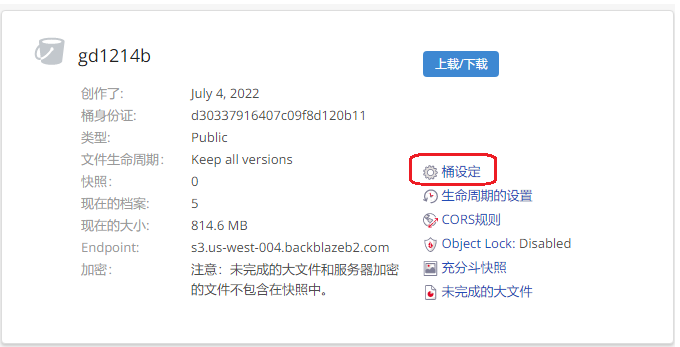 gd1214b
上载/下载
创作了: July 4, 2022
桶身份证: d30337916407c09f8d120b11
类型: Public
文件生命周期: Keep all versions
桶设定
快照: 0
生命周期的设置
现在的档案: 5
CORS规则
现在的大小: 814.6 MB
Object Lock: Disabled
Endpoint: s3.us-west-004.backblazeb2.com
加密: 注意：未完成的大文件和服务器加密
的文件不包含在快照中。
充分斗快照
未完成的大文件